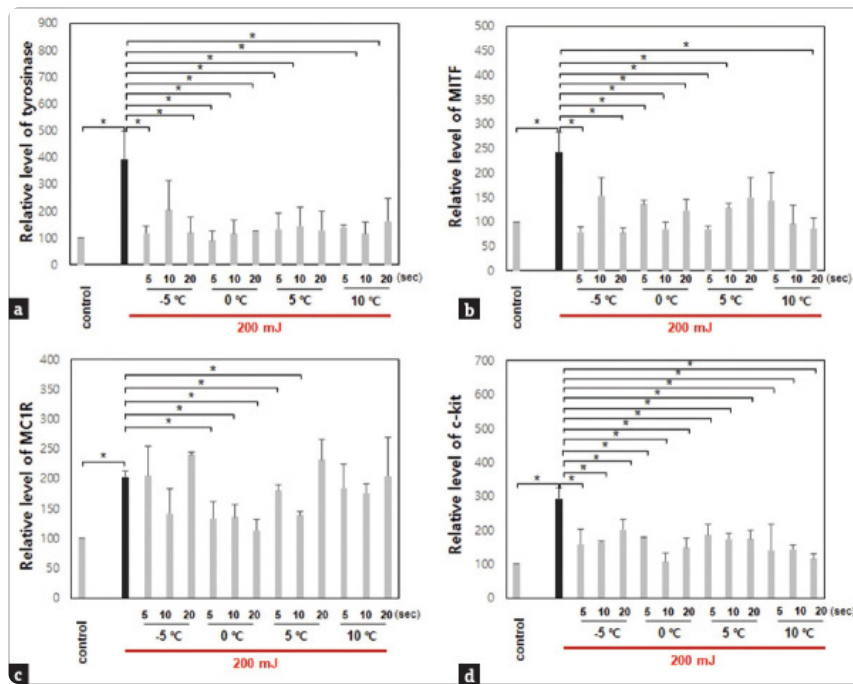 Relative level of tyrosinase
900
800
700
600
500
400
300
200
100
0
* * * * * * * * * * *
5 10 20 5 10 20 5 10 20 5 10 20 (sec)
control
-5 ℃ 0 ℃ 5 ℃ 10 ℃
200 mJ
a
Relative level of MITF
500
450
400
350
300
250
200
150
100
50
0
* * * * * * * * *
5 10 20 5 10 20 5 10 20 5 10 20 (sec)
control
-5 ℃ 0 ℃ 5 ℃ 10 ℃
200 mJ
b
Relative level of MC1R
400
350
300
250
200
150
100
50
0
* * * * * *
5 10 20 5 10 20 5 10 20 5 10 20 (sec)
control
-5 ℃ 0 ℃ 5 ℃ 10 ℃
200 mJ
c
Relative level of c-kit
700
600
500
400
300
200
100
0
* * * * * * * * * * * * *
5 10 20 5 10 20 5 10 20 5 10 20 (sec)
control
-5 ℃ 0 ℃ 5 ℃ 10 ℃
200 mJ
d